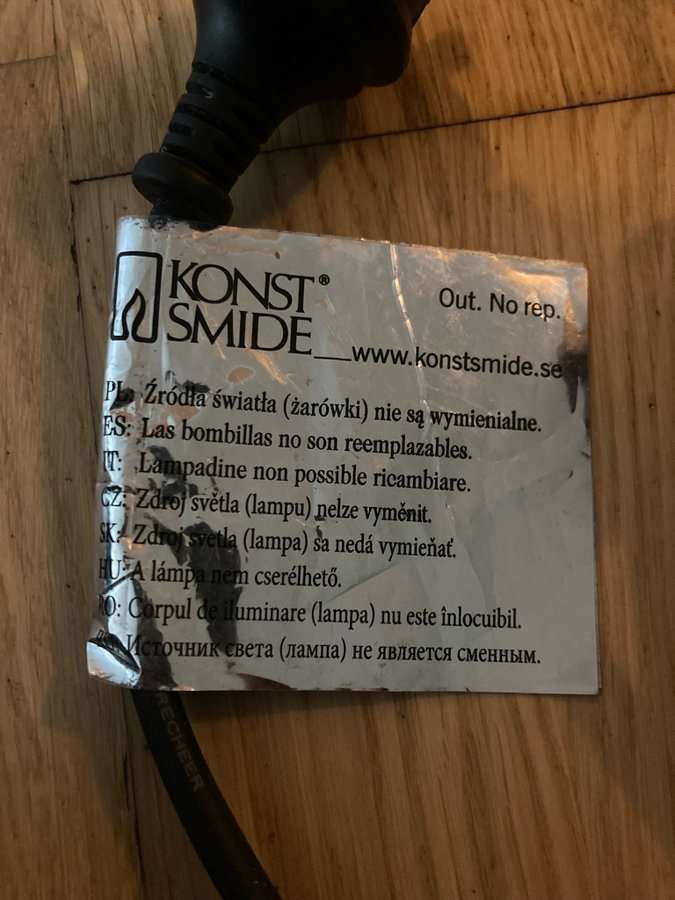 KONST®
SMIDE
Out. No rep.
www.konstsmide.se
PL: Źródła światła (żarówki) nie są wymienialne.
ES: Las bombillas no son reemplazables.
IT: Lampadine non possible ricambiare.
CZ: Zdroj světla (lampu) nelze vyměnit.
SK: Zdroj svetla (lampa) sa nedá vymieňať.
HU: A lámpa nem cserélhető.
RO: Corpul de iluminare (lampa) nu este înlocuibil.
Источник света (лампа) не является сменным.
RECHEER